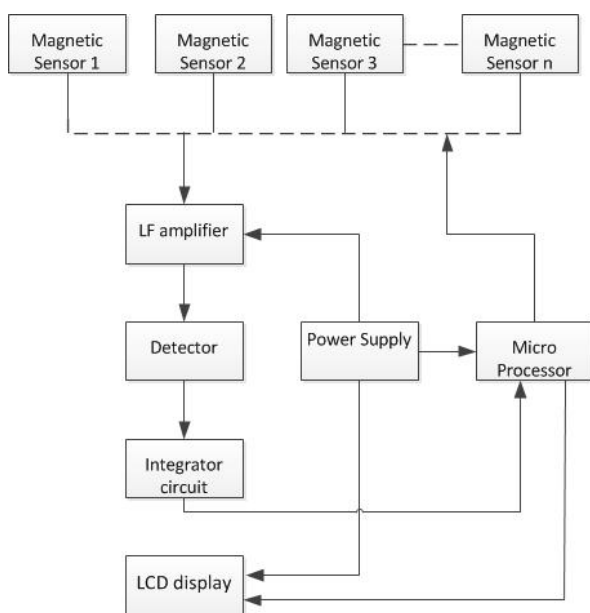 Magnetic
Sensor 1
Magnetic
Sensor 2
Magnetic
Sensor 3
Magnetic
Sensor n
LF amplifier
Detector
Power Supply
Micro
Processor
Integrator
circuit
LCD display